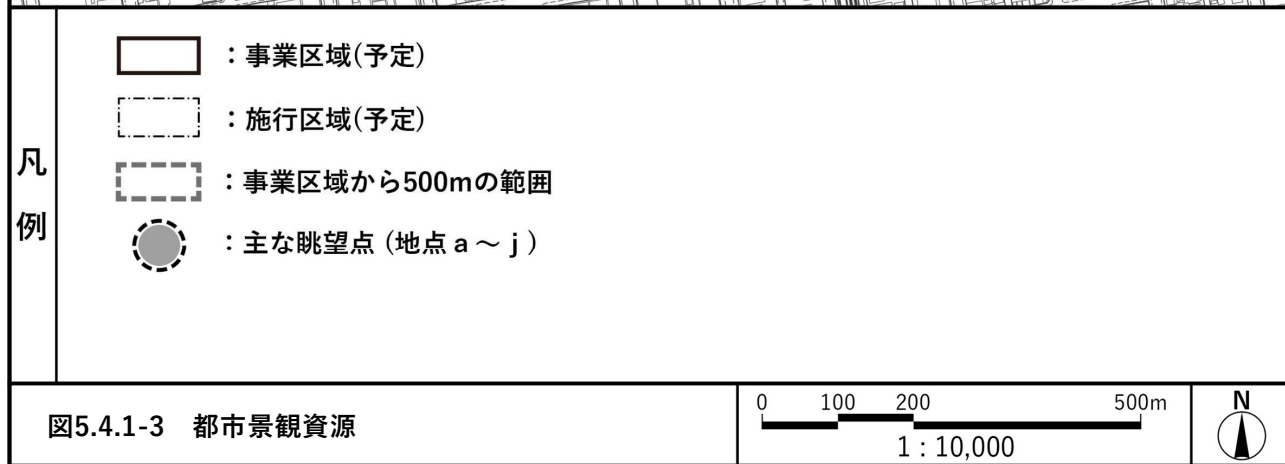 凡例
：事業区域(予定)
：施行区域(予定)
：事業区域から500mの範囲
：主な眺望点 (地点ａ～ｊ)
図5.4.1-3 都市景観資源
0 100 200 500m
1：10,000
N